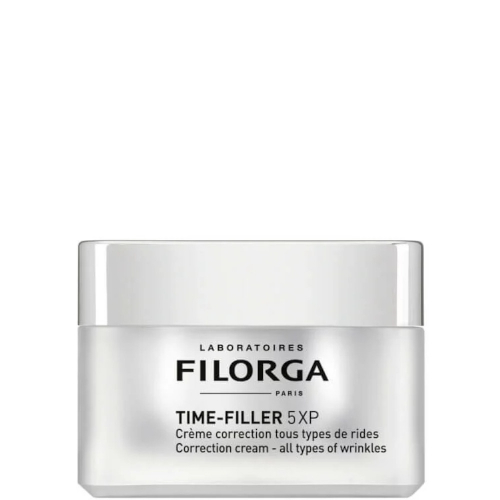 LABORATOIRES
FILORGA
PARIS
TIME-FILLER 5XP
Crème correction tous types de rides
Correction cream - all types of wrinkles